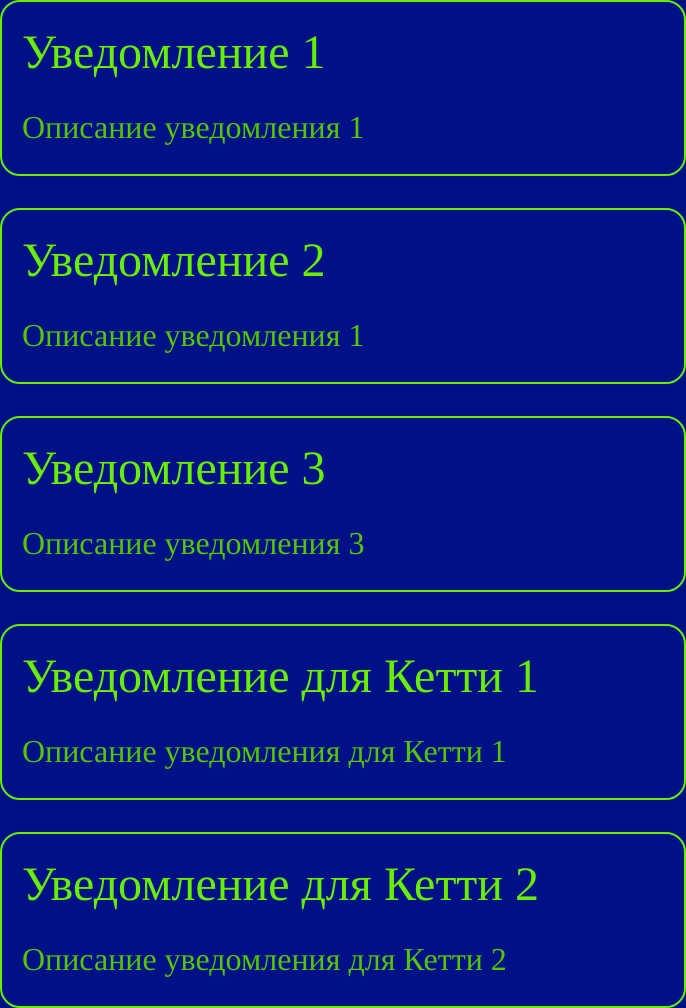 Уведомление 1
Описание уведомления 1
Уведомление 2
Описание уведомления 1
Уведомление 3
Описание уведомления 3
Уведомление для Кетти 1
Описание уведомления для Кетти 1
Уведомление для Кетти 2
Описание уведомления для Кетти 2